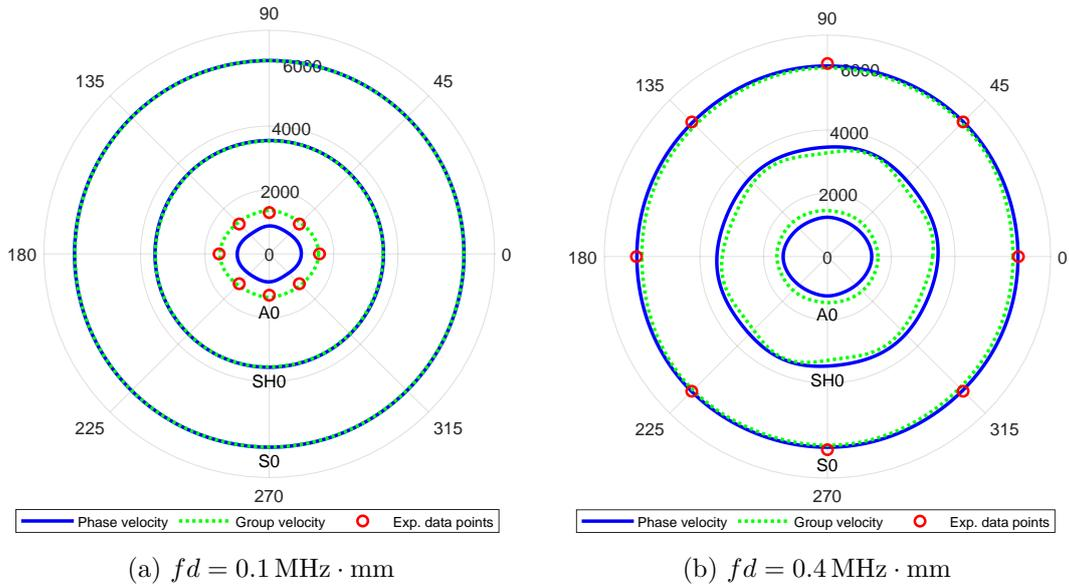 90
135
45
6000
4000
2000
180
0
0
A0
SH0
225
315
S0
270
Phase velocity Group velocity Exp. data points
(a) fd = 0.1 MHz · mm
90
135
45
6000
4000
2000
180
0
0
A0
SH0
225
315
S0
270
Phase velocity Group velocity Exp. data points
(b) fd = 0.4 MHz · mm